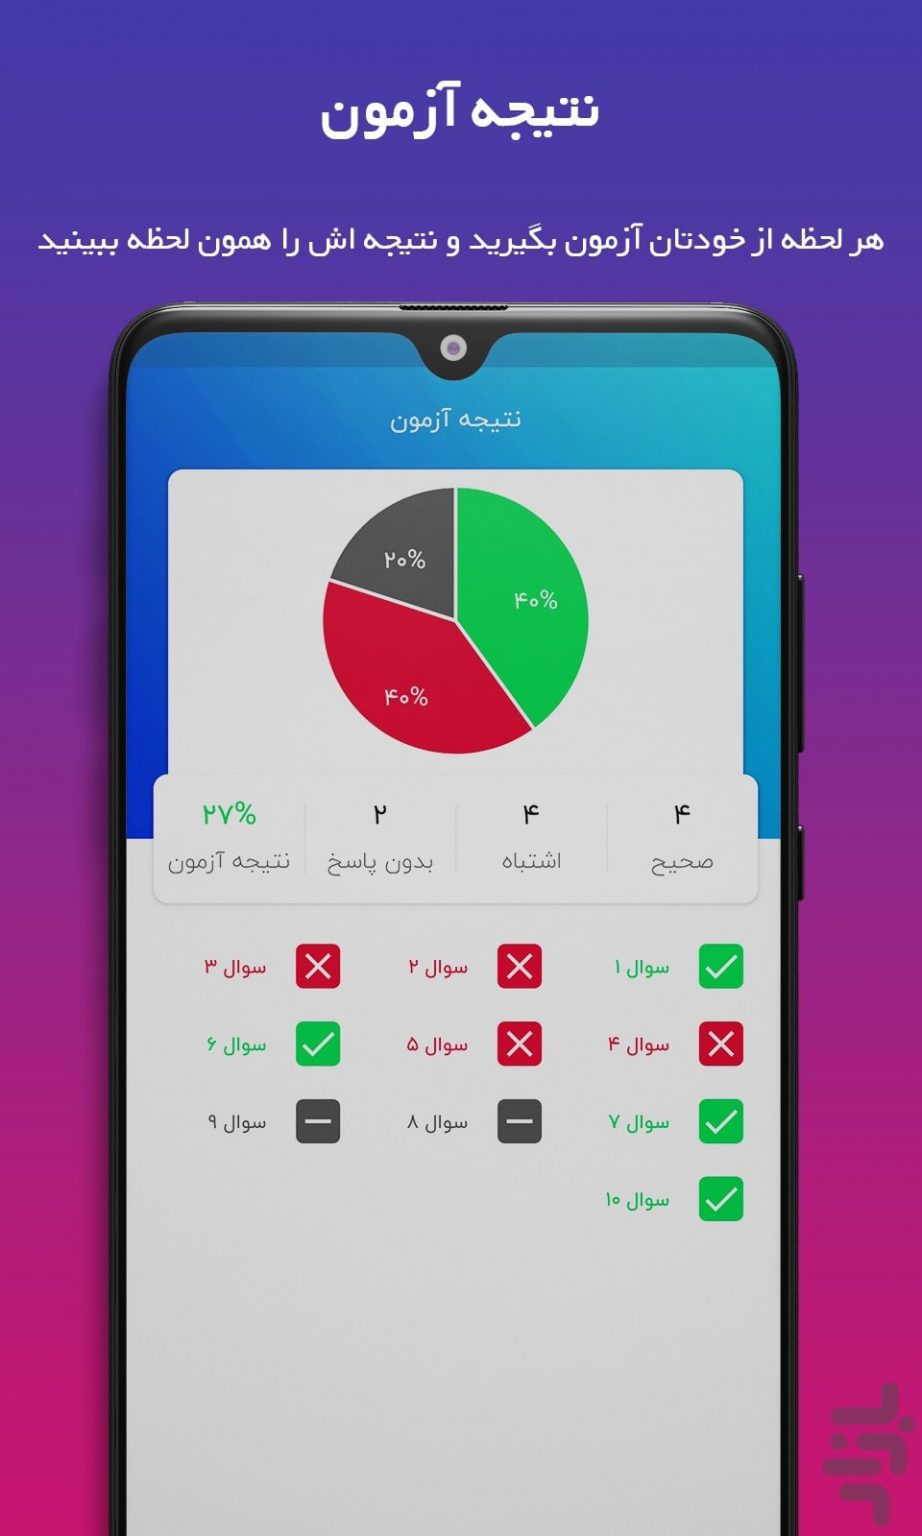 نتیجه آزمون
هر لحظه از خودتان آزمون بگیرید و نتیجه اش را همون لحظه ببینید
نتیجه آزمون
۲۰% ۴۰%
۴۰%
۴ ۴ ۲ ۲۷%
صحیح اشتباه بدون پاسخ نتیجه آزمون
سوال ۱ سوال ۲ سوال ۳
سوال ۴ سوال ۵ سوال ۶
سوال ۷ سوال ۸ سوال ۹
سوال ۱۰
بازار